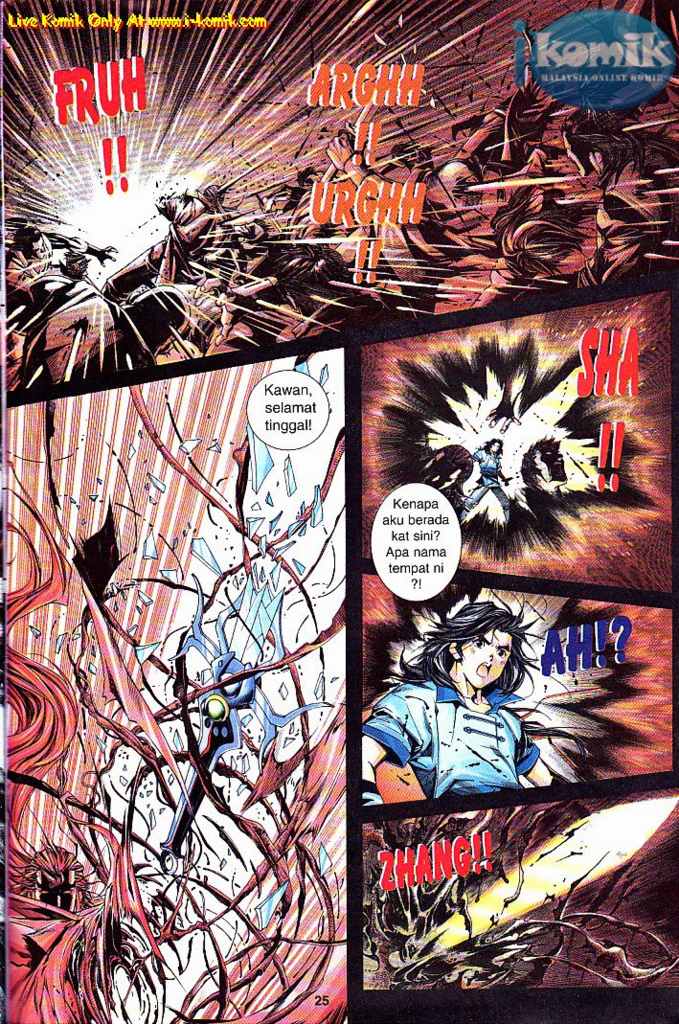 Live Komik Only At www.i-komik.com
i komik
MALAYSIA ONLINE KOMIK
FRUH
!!
ARGHH
!!
URGHH
!!
Kawan,
selamat
tinggal!
SHA
!!
Kenapa
aku berada
kat sini?
Apa nama
tempat ni
?!
AH!?
ZHANG!!
25